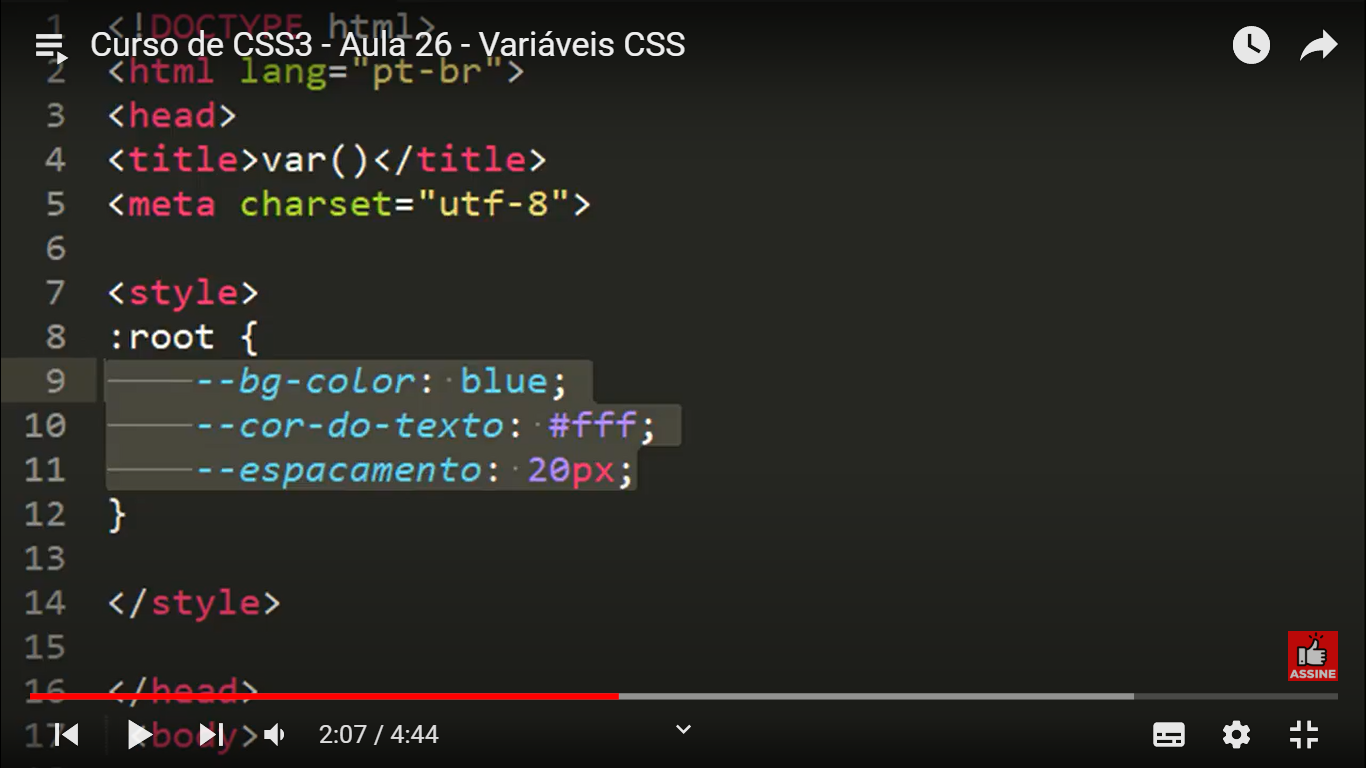 Curso de CSS3 - Aula 26 - Variáveis CSS
1 <!DOCTYPE html>
2 <html lang="pt-br">
3 <head>
4 <title>var()</title>
5 <meta charset="utf-8">
6
7 <style>
8 :root {
9 --bg-color: blue;
10 --cor-do-texto: #fff;
11 --espacamento: 20px;
12 }
13
14 </style>
15
16 </head>
17 <body>
ASSINE
2:07 / 4:44